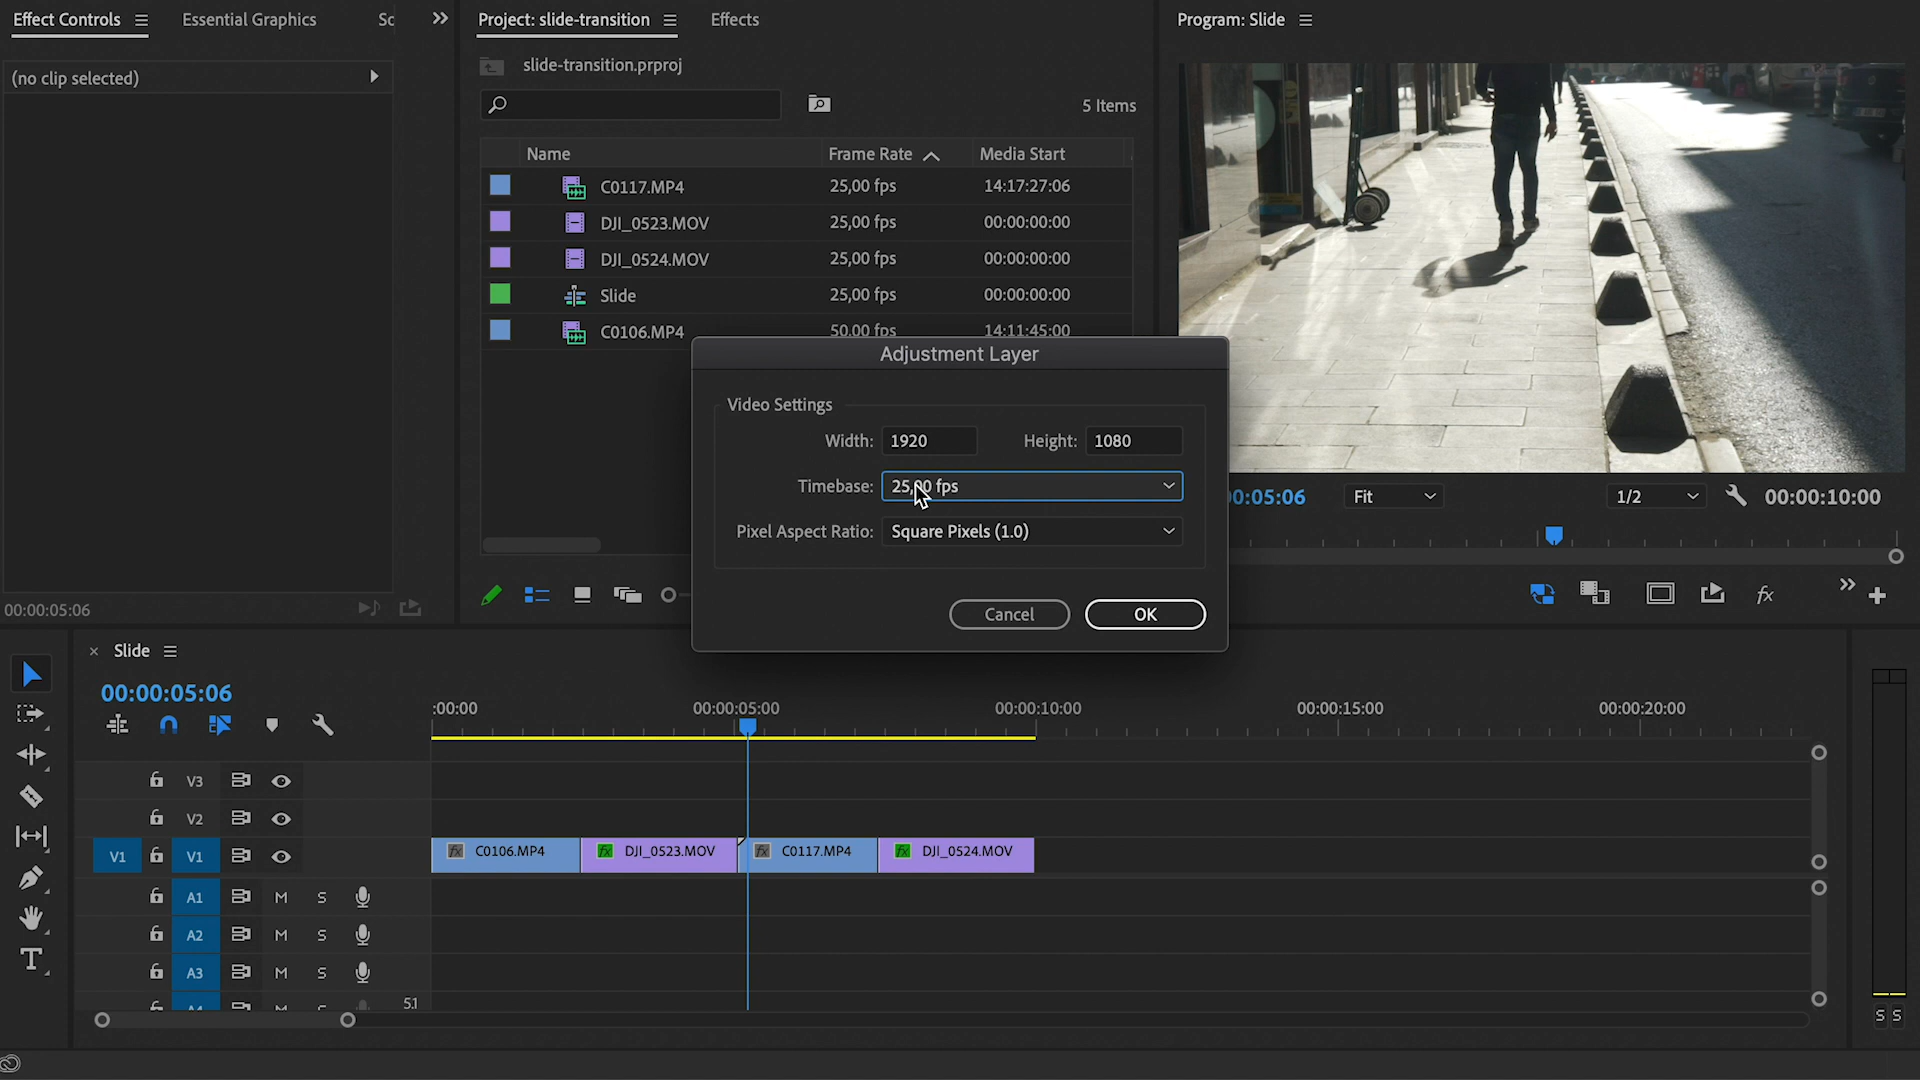 Effect Controls
Essential Graphics
Sc
Project: slide-transition
Effects
Program: Slide
(no clip selected)
slide-transition.prproj
5 Items
Name
Frame Rate
Media Start
C0117.MP4
25,00 fps
14:17:27:06
DJI_0523.MOV
25,00 fps
00:00:00:00
DJI_0524.MOV
25,00 fps
00:00:00:00
Slide
25,00 fps
00:00:00:00
C0106.MP4
50,00 fps
14:11:45:00
Adjustment Layer
Video Settings
Width:
1920
Height:
1080
Timebase:
25,00 fps
Pixel Aspect Ratio:
Square Pixels (1.0)
Cancel
OK
0:05:06
Fit
1/2
00:00:10:00
fx
00:00:05:06
Slide
00:00:05:06
:00:00
00:00:05:00
00:00:10:00
00:00:15:00
00:00:20:00
V3
V2
V1
V1
fx C0106.MP4
fx DJI_0523.MOV
fx C0117.MP4
fx DJI_0524.MOV
A1
M
S
A2
M
S
A3
M
S
5.1
S S